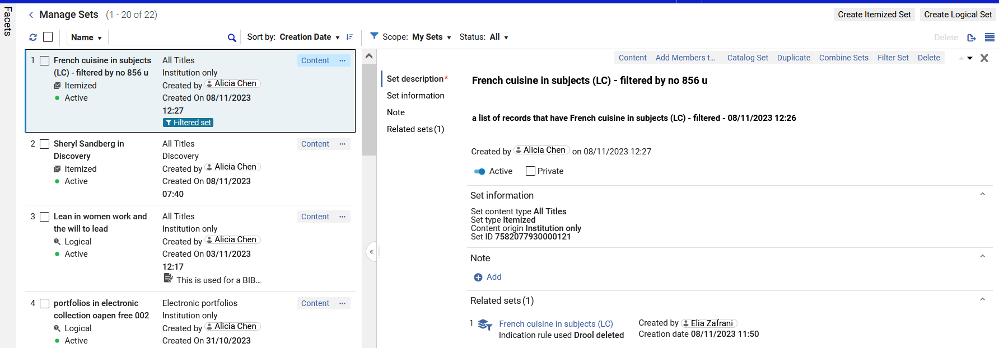 Facets
Manage Sets (1 - 20 of 22)
Create Itemized Set
Create Logical Set
Name
Sort by: Creation Date
Scope: My Sets
Status: All
Delete
1 French cuisine in subjects (LC) - filtered by no 856 u
Itemized
Active
All Titles
Institution only
Created by Alicia Chen
Created On 08/11/2023
12:27
Filtered set
Content ...
2 Sheryl Sandberg in Discovery
Itemized
Active
All Titles
Discovery
Created by Alicia Chen
Created On 08/11/2023
07:40
Content ...
3 Lean in women work and the will to lead
Logical
Active
All Titles
Institution only
Created by Alicia Chen
Created On 03/11/2023
12:17
This is used for a BIB...
Content ...
4 portfolios in electronic collection oapen free 002
Logical
Active
Electronic portfolios
Institution only
Created by Alicia Chen
Created On 31/10/2023
Content ...
Content
Add Members t...
Catalog Set
Duplicate
Combine Sets
Filter Set
Delete
Set description*
Set information
Note
Related sets (1)
French cuisine in subjects (LC) - filtered by no 856 u
a list of records that have French cuisine in subjects (LC) - filtered - 08/11/2023 12:26
Created by Alicia Chen on 08/11/2023 12:27
Active
Private
Set information
Set content type All Titles
Set type Itemized
Content origin Institution only
Set ID 7582077930000121
Note
Add
Related sets (1)
1 French cuisine in subjects (LC)
Indication rule used Drool deleted
Created by Elia Zafrani
Creation date 08/11/2023 11:50